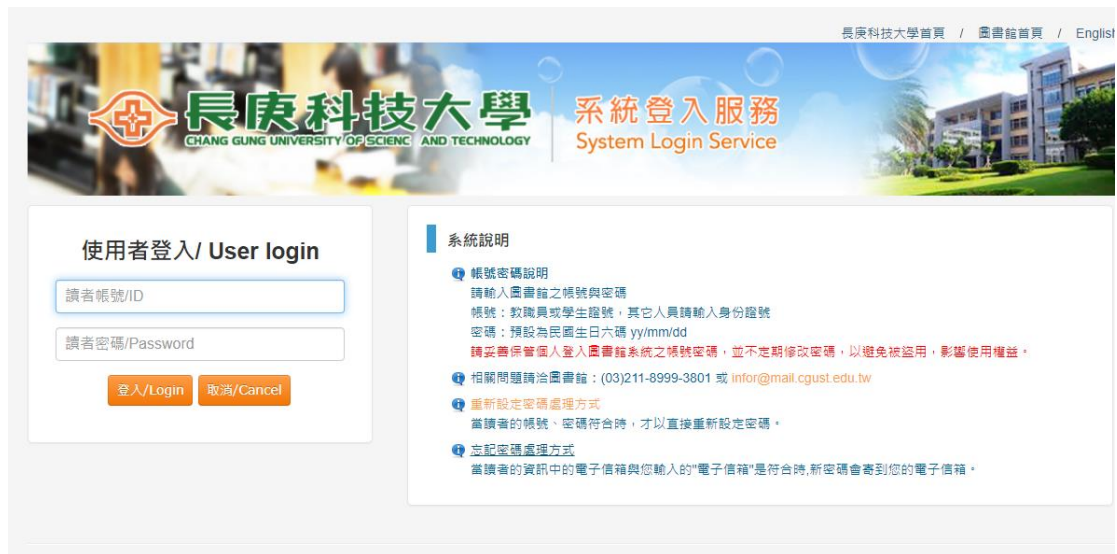 長庚科技大學首頁 / 圖書館首頁 / English
長庚科技大學
CHANG GUNG UNIVERSITY OF SCIENC AND TECHNOLOGY
系統登入服務
System Login Service
使用者登入/ User login
讀者帳號/ID
讀者密碼/Password
登入/Login 取消/Cancel
系統說明
帳號密碼說明
請輸入圖書館之帳號與密碼
帳號：教職員或學生證號，其它人員請輸入身份證號
密碼：預設為民國生日六碼 yy/mm/dd
請妥善保管個人登入圖書館系統之帳號密碼，並不定期修改密碼，以避免被盜用，影響使用權益。
相關問題請洽圖書館：(03)211-8999-3801 或 infor@mail.cgust.edu.tw
重新設定密碼處理方式
當讀者的帳號、密碼符合時，才以直接重新設定密碼。
忘記密碼處理方式
當讀者的資訊中的電子信箱與您輸入的"電子信箱"是符合時,新密碼會寄到您的電子信箱。